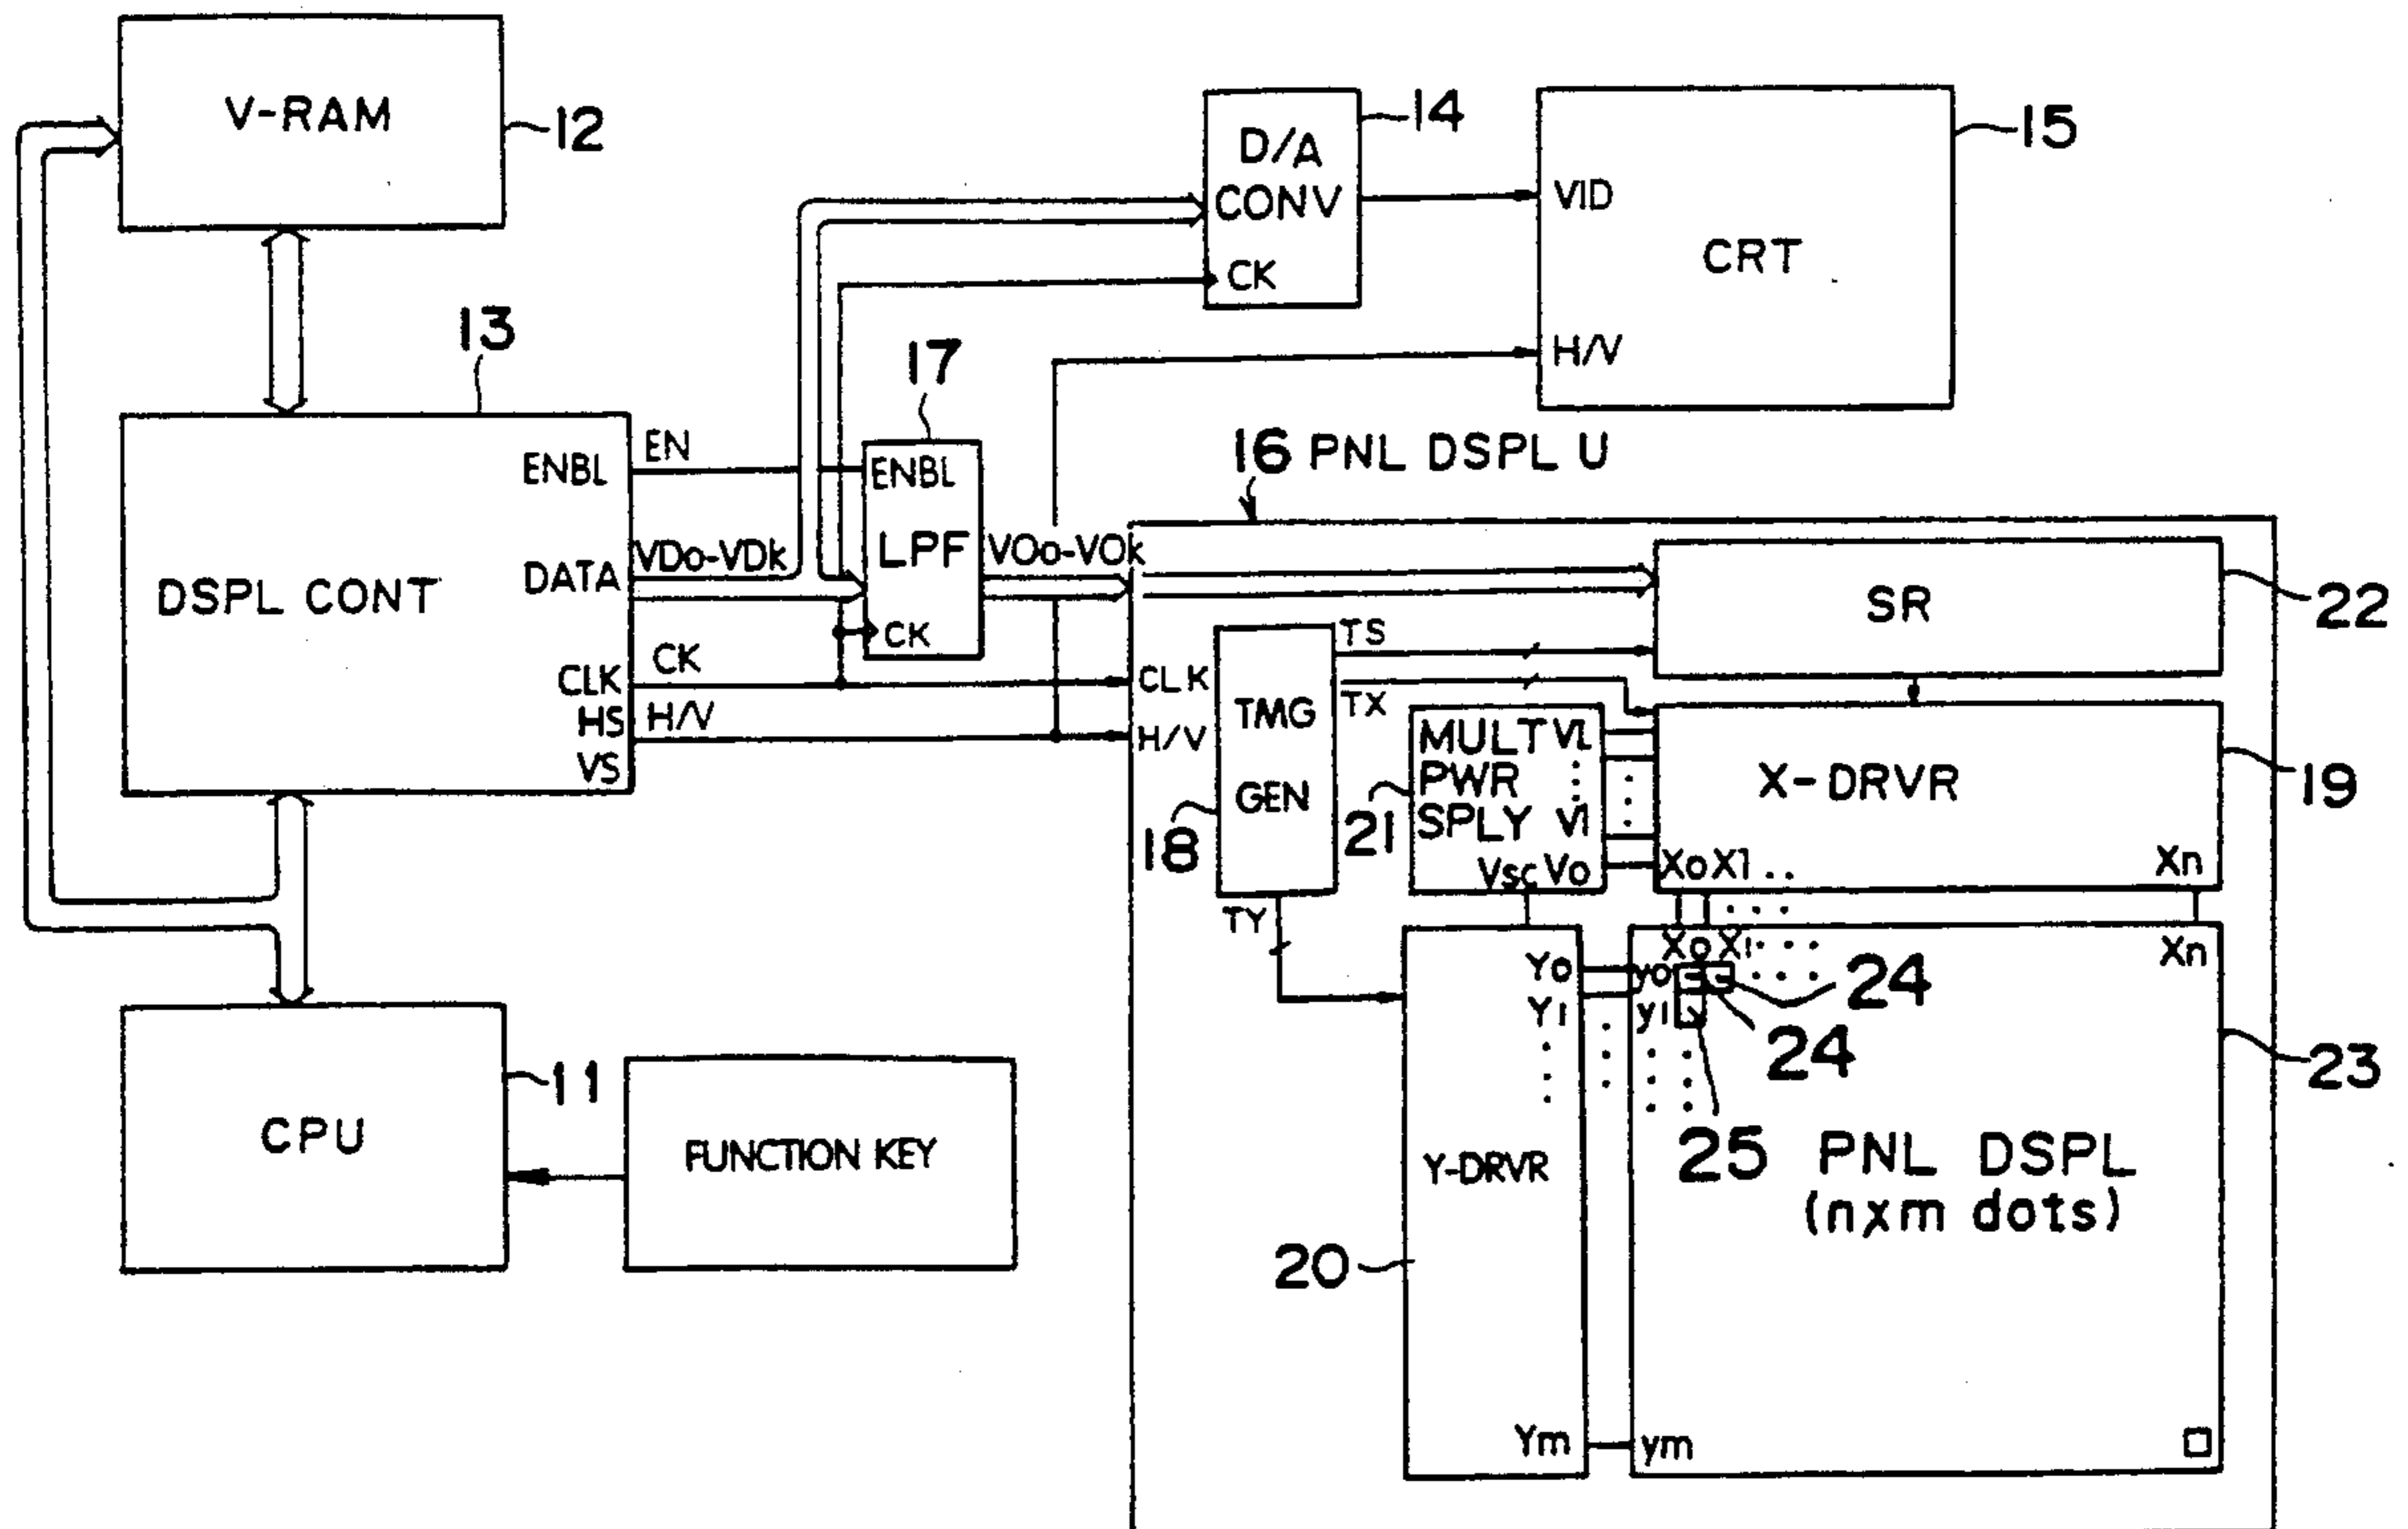 V-RAM
12
D/A
CONV
CK
14
VID
CRT
H/V
15
13
DSPL CONT
ENBL
DATA
CLK
HS
VS
EN
VDo-VDk
CK
H/V
17
ENBL
LPF
CK
VOo-VOk
16 PNL DSPL U
CLK
H/V
TMG
GEN
18
TS
TX
TY
SR
22
MULT VL
PWR
SPLY V1
Vsc Vo
21
X-DRVR
Xo X1 ..
Xn
19
Yo
Y1
Y-DRVR
Ym
20
Xo X1
Xn
yo
y1
24
24
25
PNL DSPL
(nxm dots)
ym
23
CPU
11
FUNCTION KEY